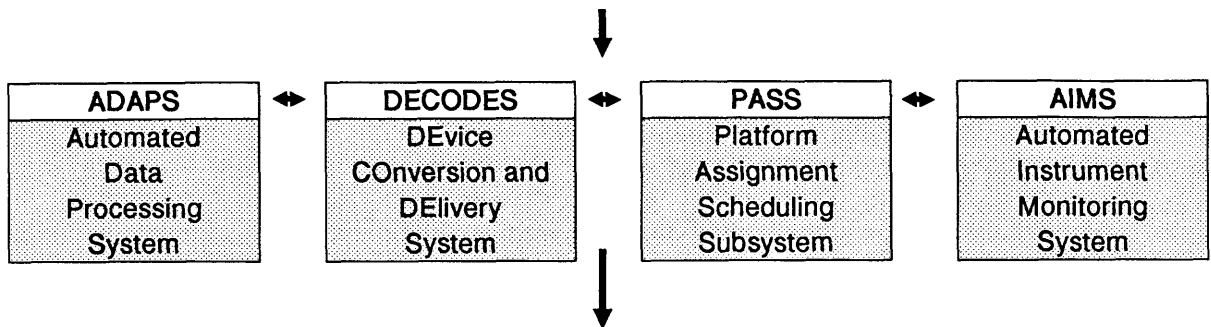 ADAPS
Automated
Data
Processing
System
DECODES
DEvice
COnversion and
DElivery
System
PASS
Platform
Assignment
Scheduling
Subsystem
AIMS
Automated
Instrument
Monitoring
System